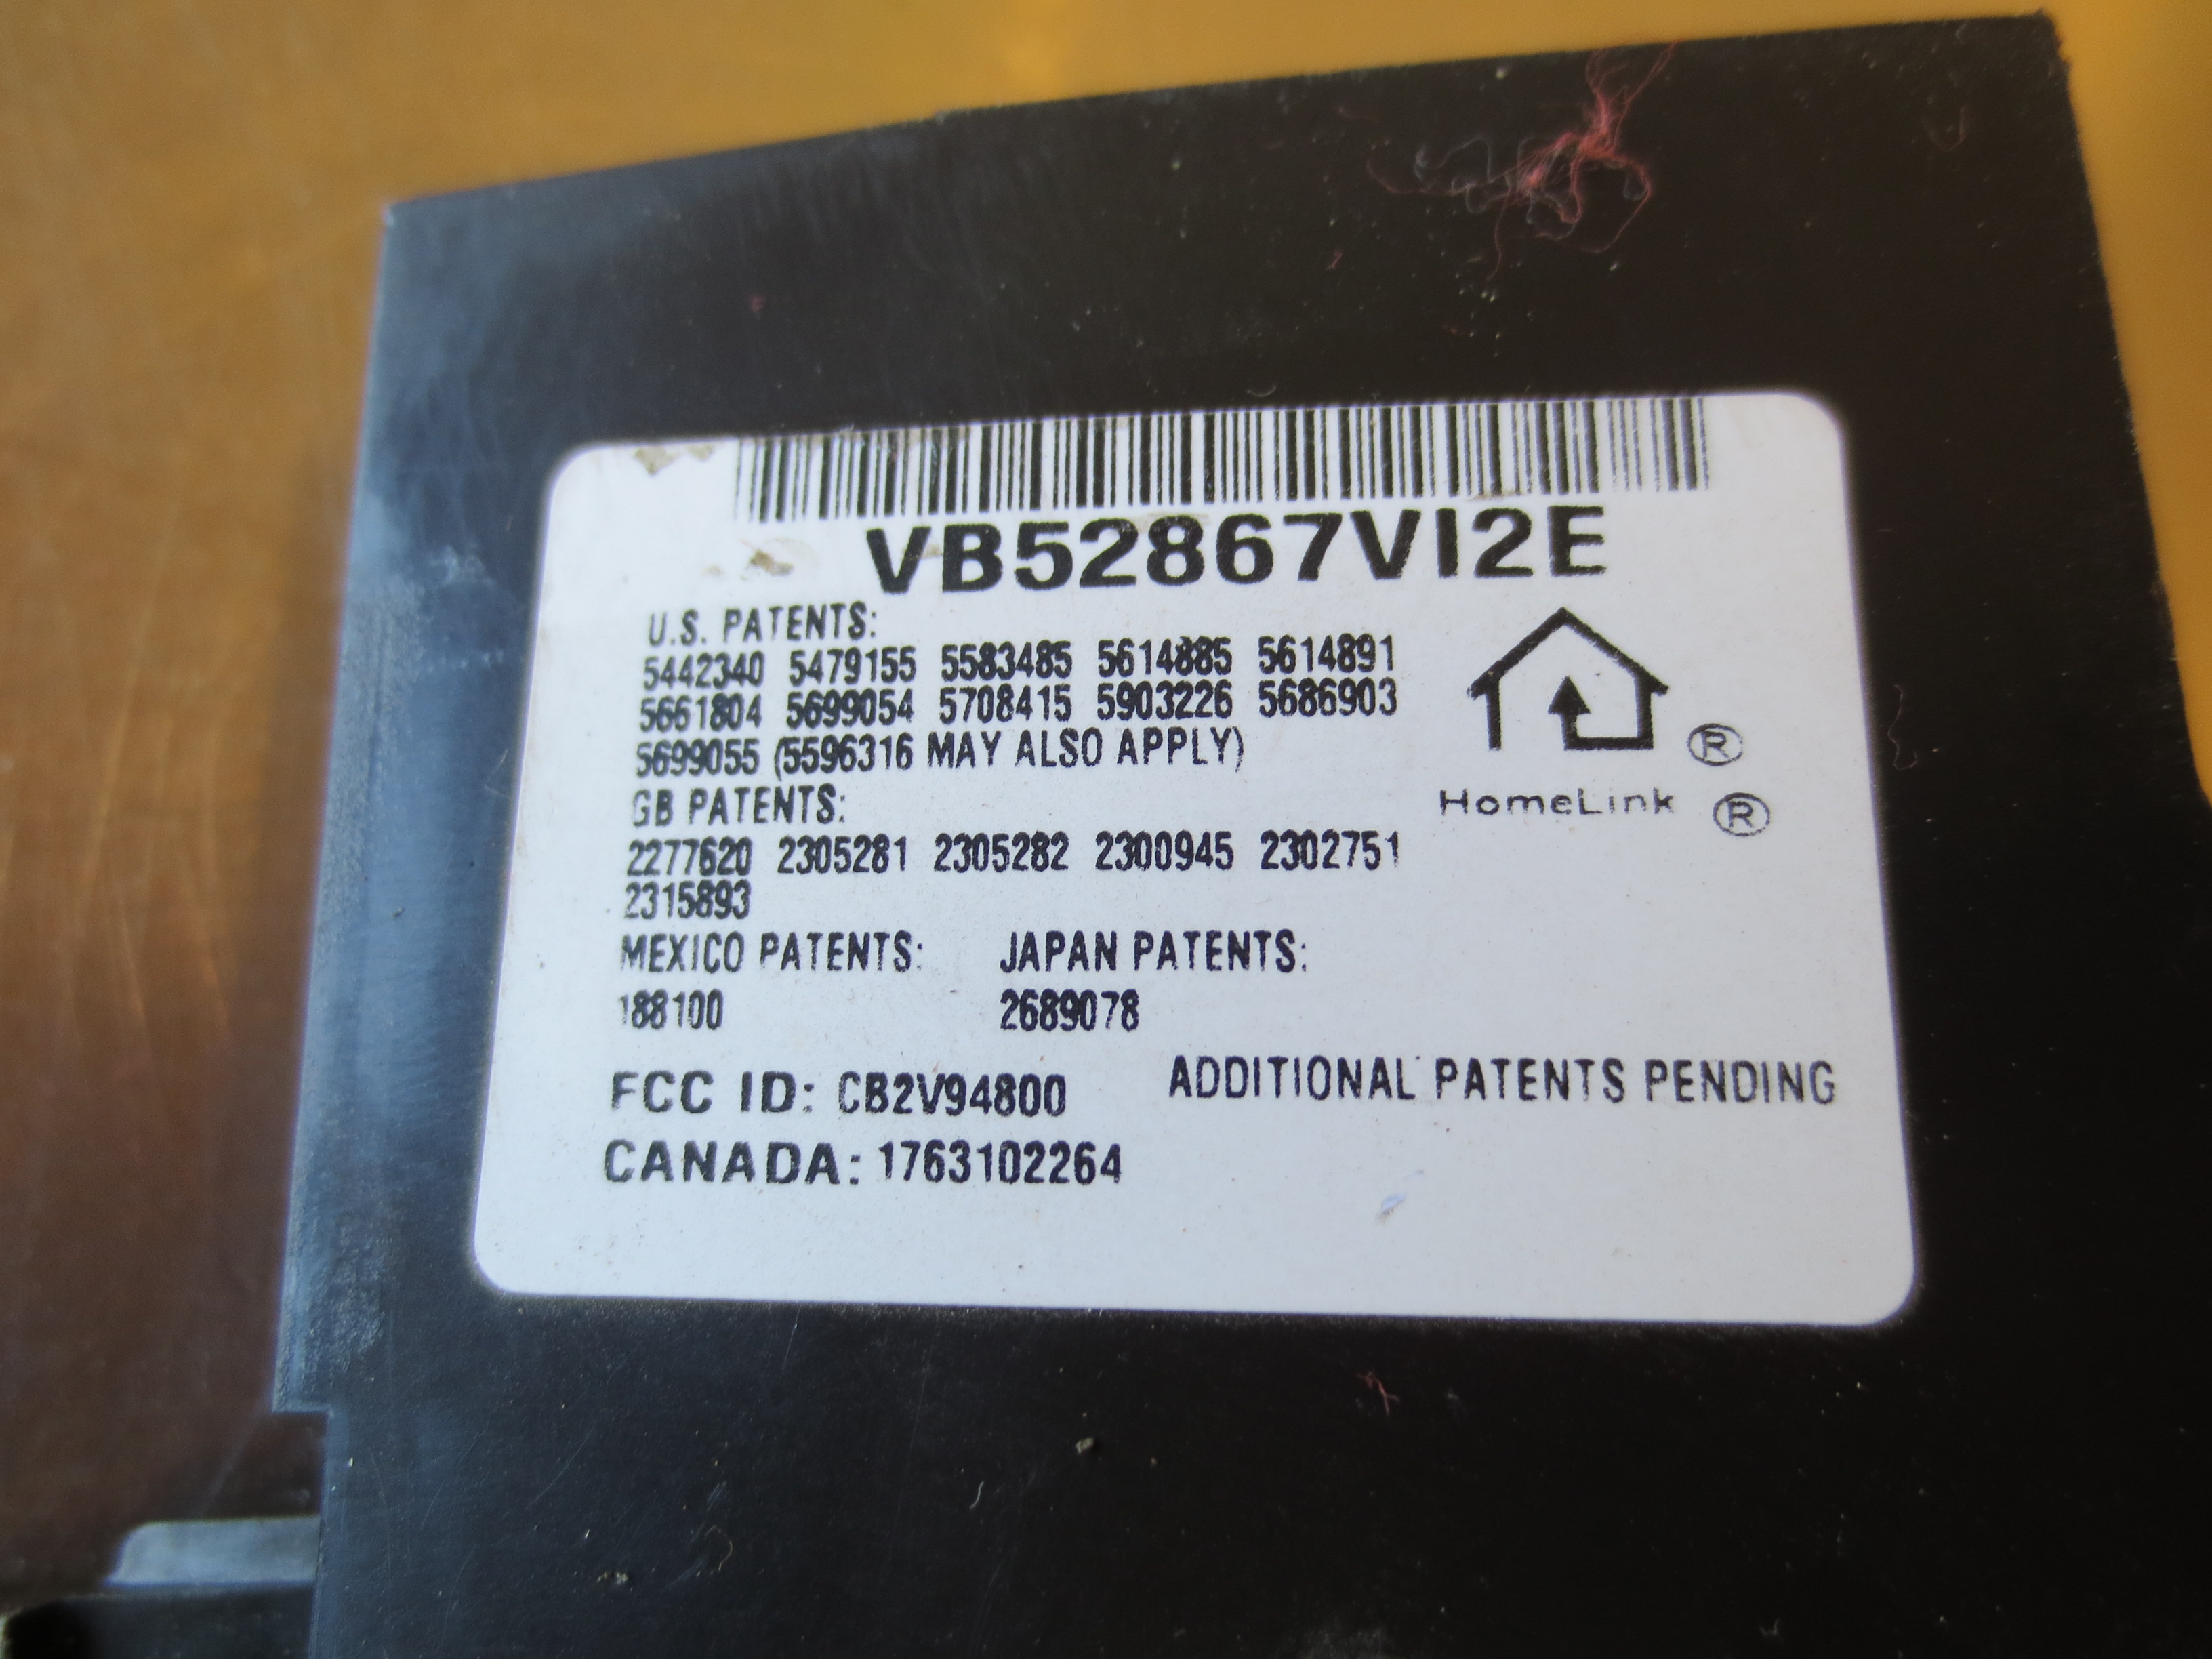 VB52867VI2E
U.S. PATENTS:
5442340 5479155 5583485 5614885 5614891
5661804 5699054 5708415 5903226 5686903
5699055 (5596316 MAY ALSO APPLY)
HomeLink ®
®
GB PATENTS:
2277620 2305281 2305282 2300945 2302751
2315893
MEXICO PATENTS: JAPAN PATENTS:
188100 2689078
FCC ID: CB2V94800 ADDITIONAL PATENTS PENDING
CANADA: 1763102264